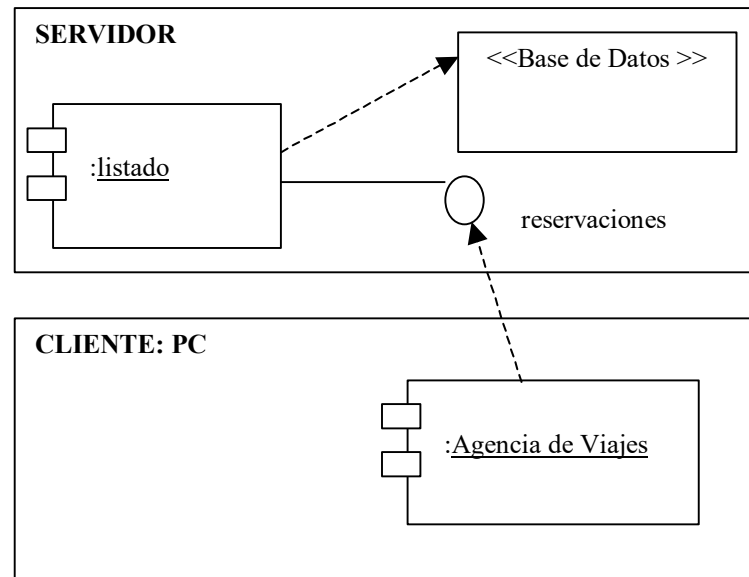 SERVIDOR
<<Base de Datos >>
:listado
reservaciones
CLIENTE: PC
:Agencia de Viajes